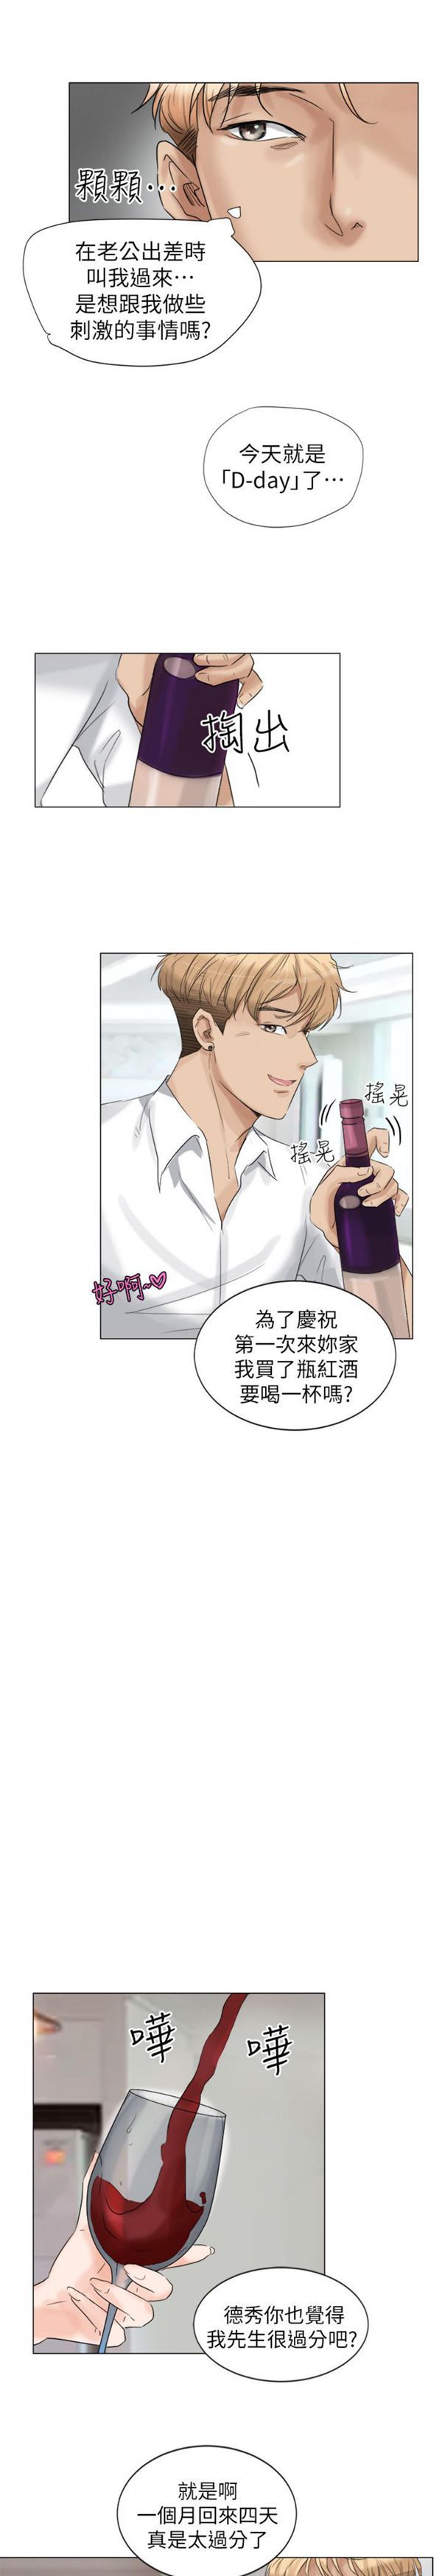 顆顆…
在老公出差時
叫我過來…
是想跟我做些
刺激的事情嗎?
今天就是
「D-day」了…
掏出
搖晃
搖晃
好啊~♥
為了慶祝
第一次來妳家
我買了瓶紅酒
要喝一杯嗎?
嘩
嘩
德秀你也覺得
我先生很過分吧?
就是啊
一個月回來四天
真是太過分了